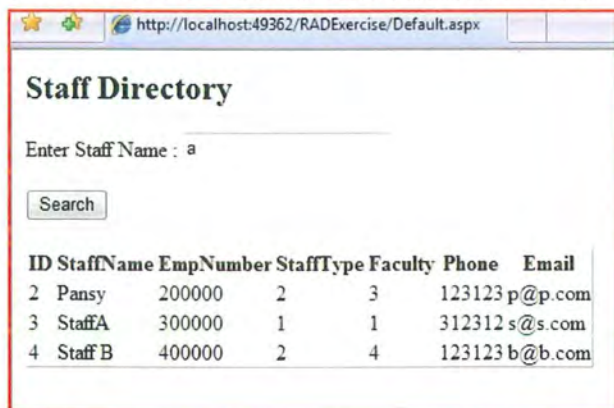 http://localhost:49362/RADExercise/Default.aspx
Staff Directory
Enter Staff Name : a
Search
ID StaffName EmpNumber StaffType Faculty Phone Email
2 Pansy 200000 2 3 123123 p@p.com
3 StaffA 300000 1 1 312312 s@s.com
4 Staff B 400000 2 4 123123 b@b.com